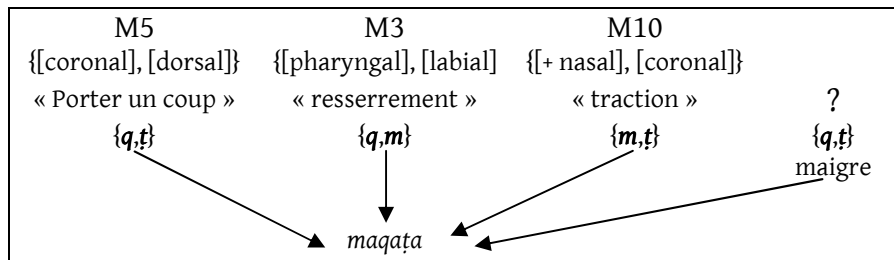 M5 M3 M10
{[coronal], [dorsal]} {[pharyngal], [labial] {[+ nasal], [coronal]}
« Porter un coup » « resserrement » « traction » ?
{q,ṭ} {q,m} {m,ṭ} {q,ṭ}
maigre
maqaṭa